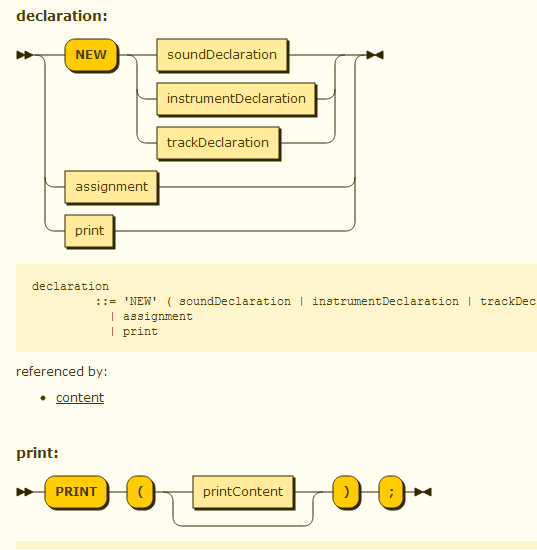 declaration:
NEW
soundDeclaration
instrumentDeclaration
trackDeclaration
assignment
print
declaration
::= 'NEW' ( soundDeclaration | instrumentDeclaration | trackDec
| assignment
| print
referenced by:
• content
print:
PRINT ( printContent ) ;